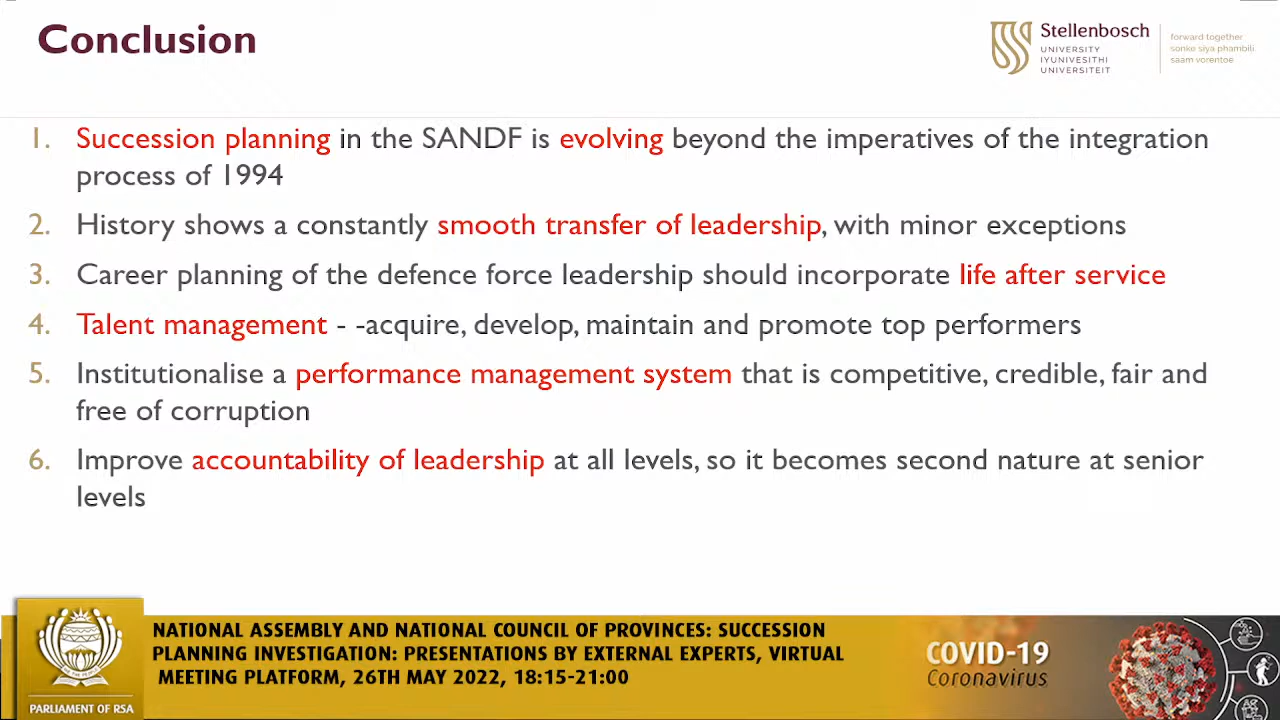 Conclusion
Stellenbosch
UNIVERSITY
IYUNIVESITHI
UNIVERSITEIT
forward together
sonke siya phambili
saam vorentoe
1. Succession planning in the SANDF is evolving beyond the imperatives of the integration
process of 1994
2. History shows a constantly smooth transfer of leadership, with minor exceptions
3. Career planning of the defence force leadership should incorporate life after service
4. Talent management - -acquire, develop, maintain and promote top performers
5. Institutionalise a performance management system that is competitive, credible, fair and
free of corruption
6. Improve accountability of leadership at all levels, so it becomes second nature at senior
levels
NATIONAL ASSEMBLY AND NATIONAL COUNCIL OF PROVINCES: SUCCESSION
PLANNING INVESTIGATION: PRESENTATIONS BY EXTERNAL EXPERTS, VIRTUAL
MEETING PLATFORM, 26TH MAY 2022, 18:15-21:00
PARLIAMENT OF RSA
COVID-19
Coronavirus